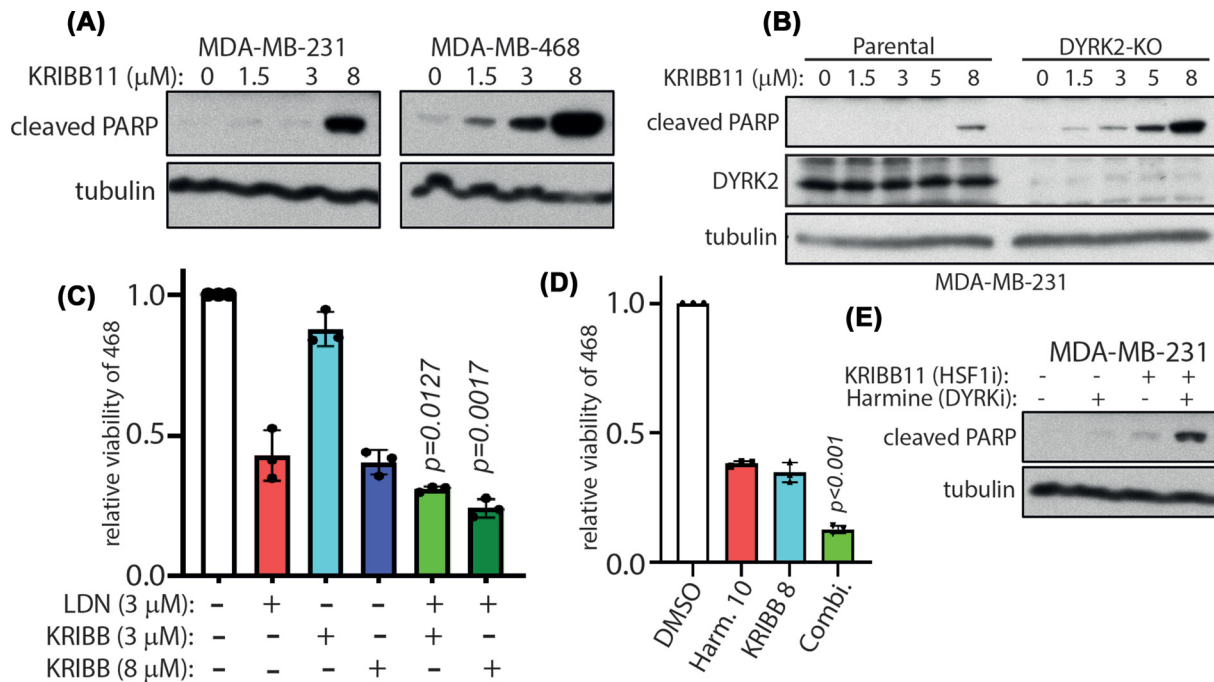 (A)
MDA-MB-231 MDA-MB-468
KRIBB11 (μM): 0 1.5 3 8 0 1.5 3 8
cleaved PARP
tubulin
(B)
Parental DYRK2-KO
KRIBB11 (μM): 0 1.5 3 5 8 0 1.5 3 5 8
cleaved PARP
DYRK2
tubulin
MDA-MB-231
(C)
relative viability of 468
1.0
0.5
0.0
p=0.0127
p=0.0017
LDN (3 μM): - + - - + +
KRIBB (3 μM): - - + - + -
KRIBB (8 μM): - - - + - +
(D)
relative viability of 468
1.0
0.5
0.0
p<0.001
DMSO
Harm. 10
KRIBB 8
Combi.
(E)
MDA-MB-231
KRIBB11 (HSF1i): - - + +
Harmine (DYRKi): - + - +
cleaved PARP
tubulin